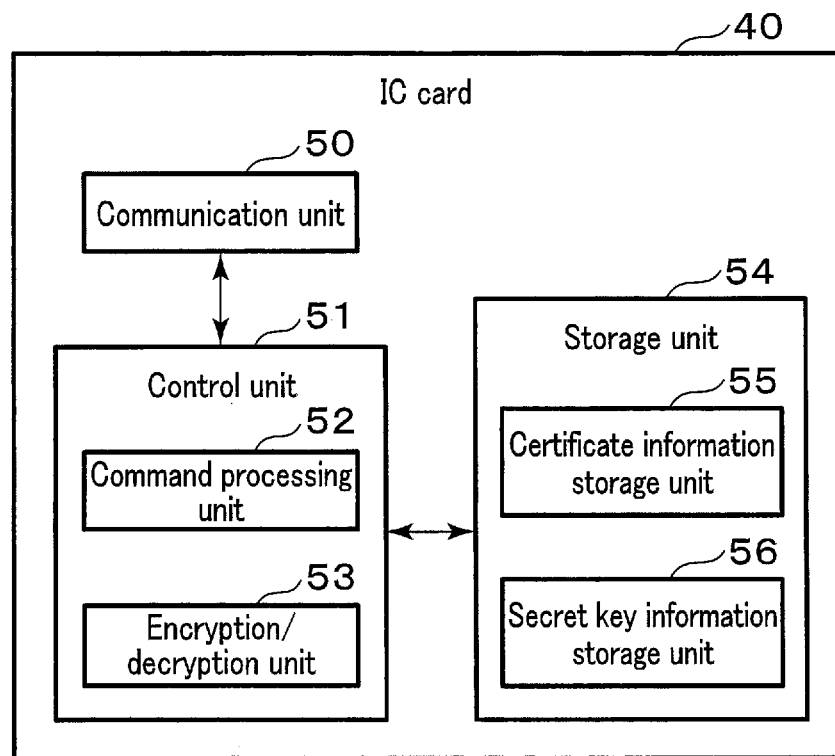 40
IC card
50
Communication unit
51
Control unit
52
Command processing
unit
53
Encryption/
decryption unit
54
Storage unit
55
Certificate information
storage unit
56
Secret key information
storage unit